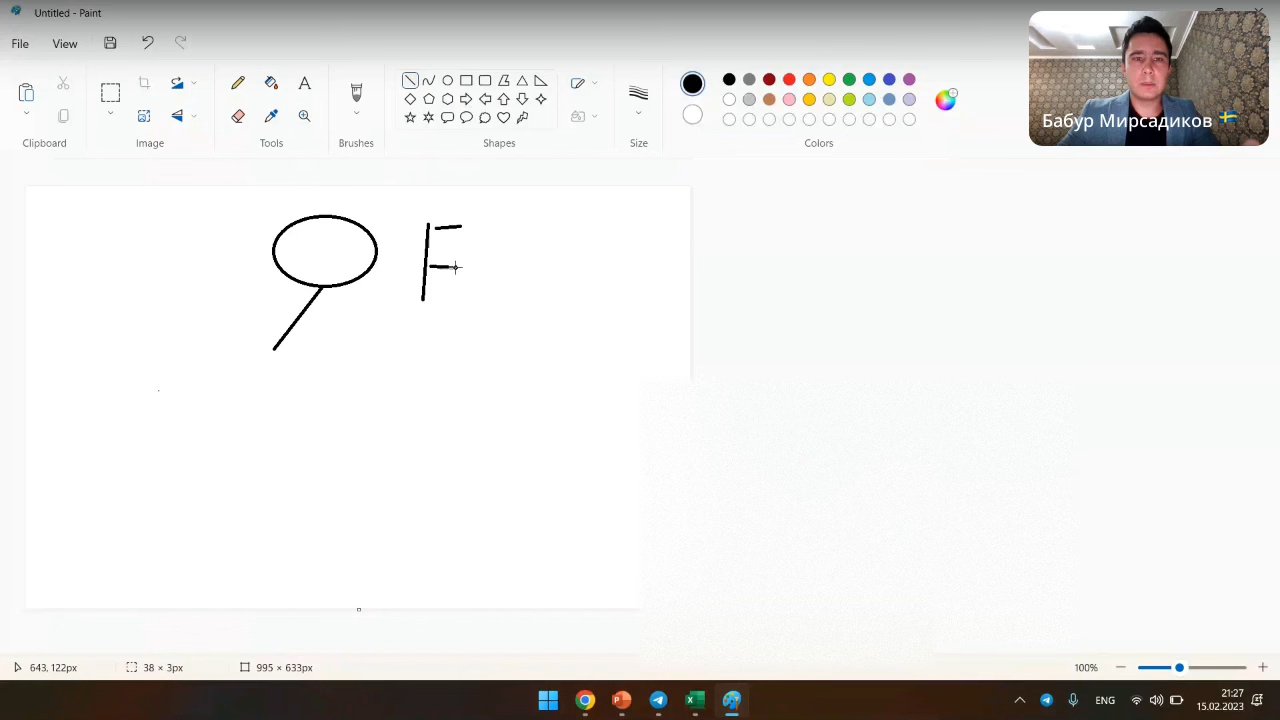 Untitled - Paint
File View
Clipboard Image Tools Brushes Shapes Size Colors
Бабур Мирсадиков
F
643, 122px 38 × 3px 995 × 633px 100%
ENG 21:27
15.02.2023